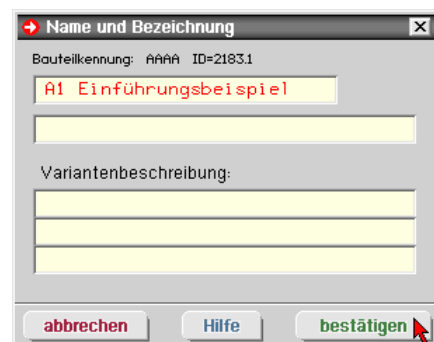 Name und Bezeichnung
Bauteilkennung: AAAA ID=2183.1
A1 Einführungsbeispiel
Variantenbeschreibung:
abbrechen Hilfe bestätigen